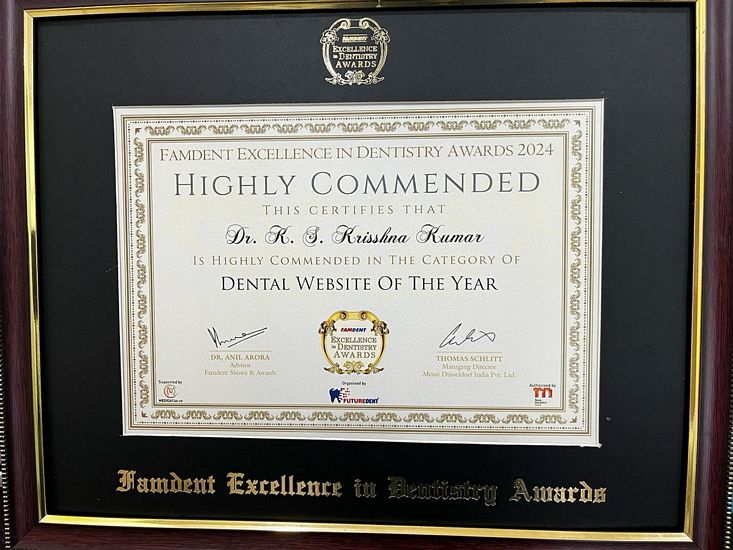 FAMDENT
EXCELLENCE
IN DENTISTRY
AWARDS
FAMDENT EXCELLENCE IN DENTISTRY AWARDS 2024
HIGHLY COMMENDED
THIS CERTIFIES THAT
Dr. K. S. Krisshna Kumar
IS HIGHLY COMMENDED IN THE CATEGORY OF
DENTAL WEBSITE OF THE YEAR
DR. ANIL ARORA
Advisor
Famdent Shows & Awards
FAMDENT
EXCELLENCE
IN DENTISTRY
AWARDS
THOMAS SCHLITT
Managing Director
Messe Düsseldorf India Pvt. Ltd.
Supported by
Organised by
FUTUREDENT
Authorised by
Famdent Excellence in Dentistry Awards